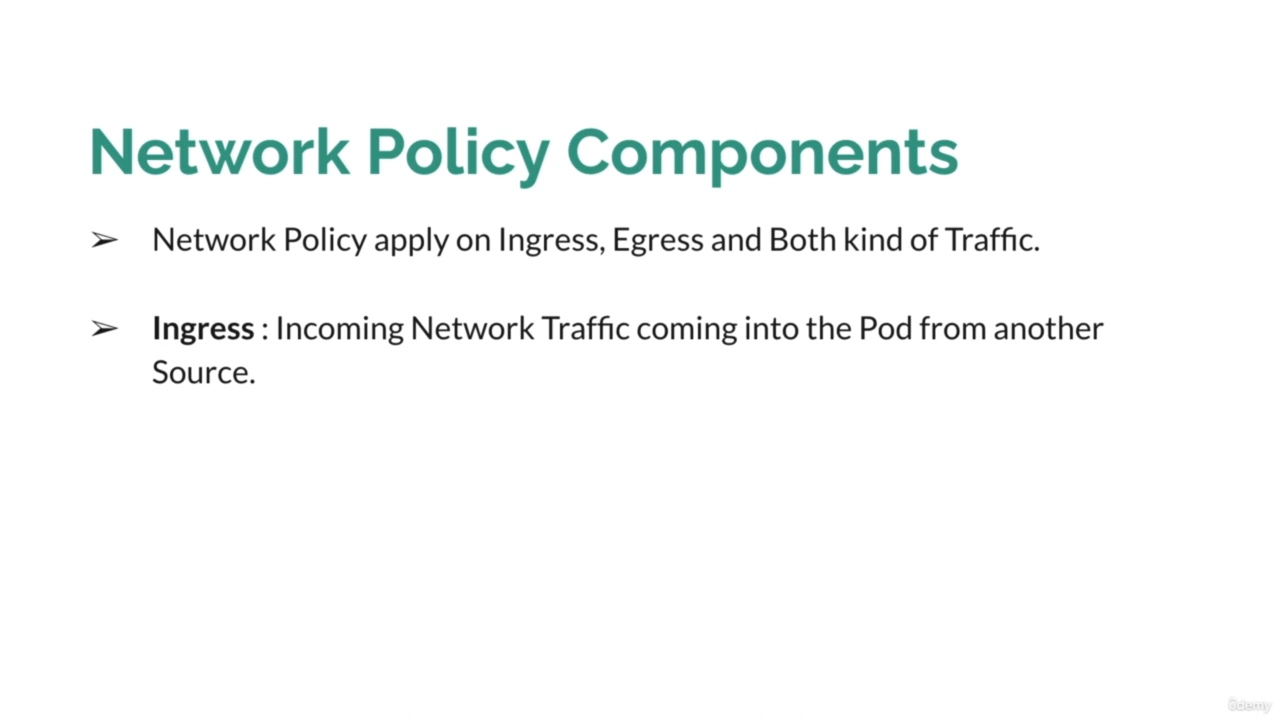 Network Policy Components
➢ Network Policy apply on Ingress, Egress and Both kind of Traffic.
➢ Ingress : Incoming Network Traffic coming into the Pod from another
Source.
ûdemy